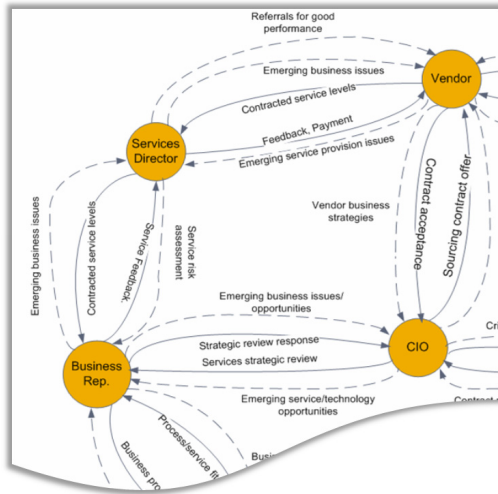 Referrals for good
performance
Emerging business issues
Vendor
Contracted service levels
Feedback, Payment
Services
Director
Emerging service provision issues
Vendor business
strategies
Contract acceptance
Sourcing contract offer
Emerging business issues
Contracted service levels
Service Feedback
Service risk
assessment
Emerging business issues/
opportunities
Strategic review response
CIO
Services strategic review
Business
Rep.
Emerging service/technology
opportunities
Process/service fit
Business